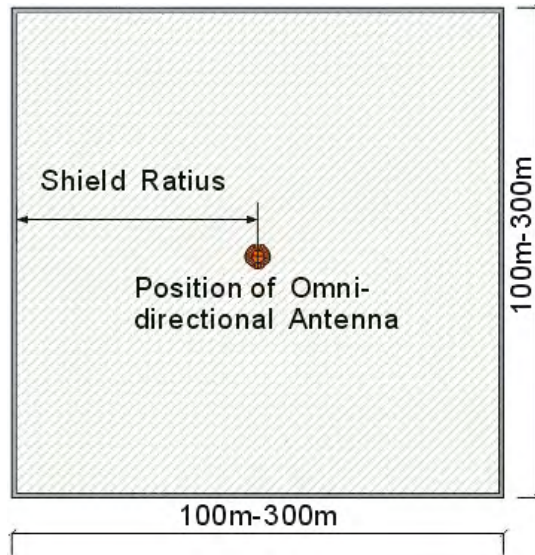 Shield Ratius
Position of Omni-
directional Antenna
100m-300m
100m-300m